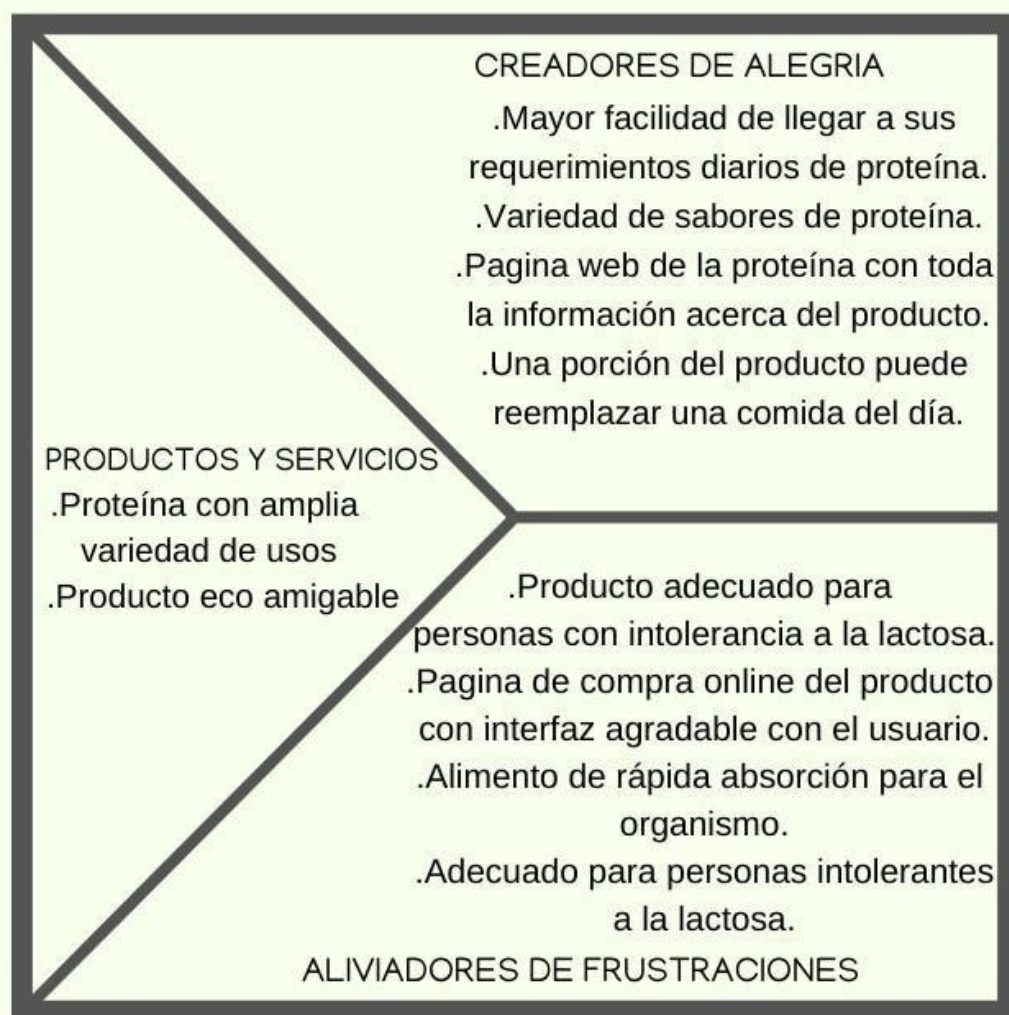 CREADORES DE ALEGRIA
.Mayor facilidad de llegar a sus
requerimientos diarios de proteína.
.Variedad de sabores de proteína.
.Pagina web de la proteína con toda
la información acerca del producto.
.Una porción del producto puede
reemplazar una comida del día.
PRODUCTOS Y SERVICIOS
.Proteína con amplia
variedad de usos
.Producto eco amigable
.Producto adecuado para
personas con intolerancia a la lactosa.
.Pagina de compra online del producto
con interfaz agradable con el usuario.
.Alimento de rápida absorción para el
organismo.
.Adecuado para personas intolerantes
a la lactosa.
ALIVIADORES DE FRUSTRACIONES